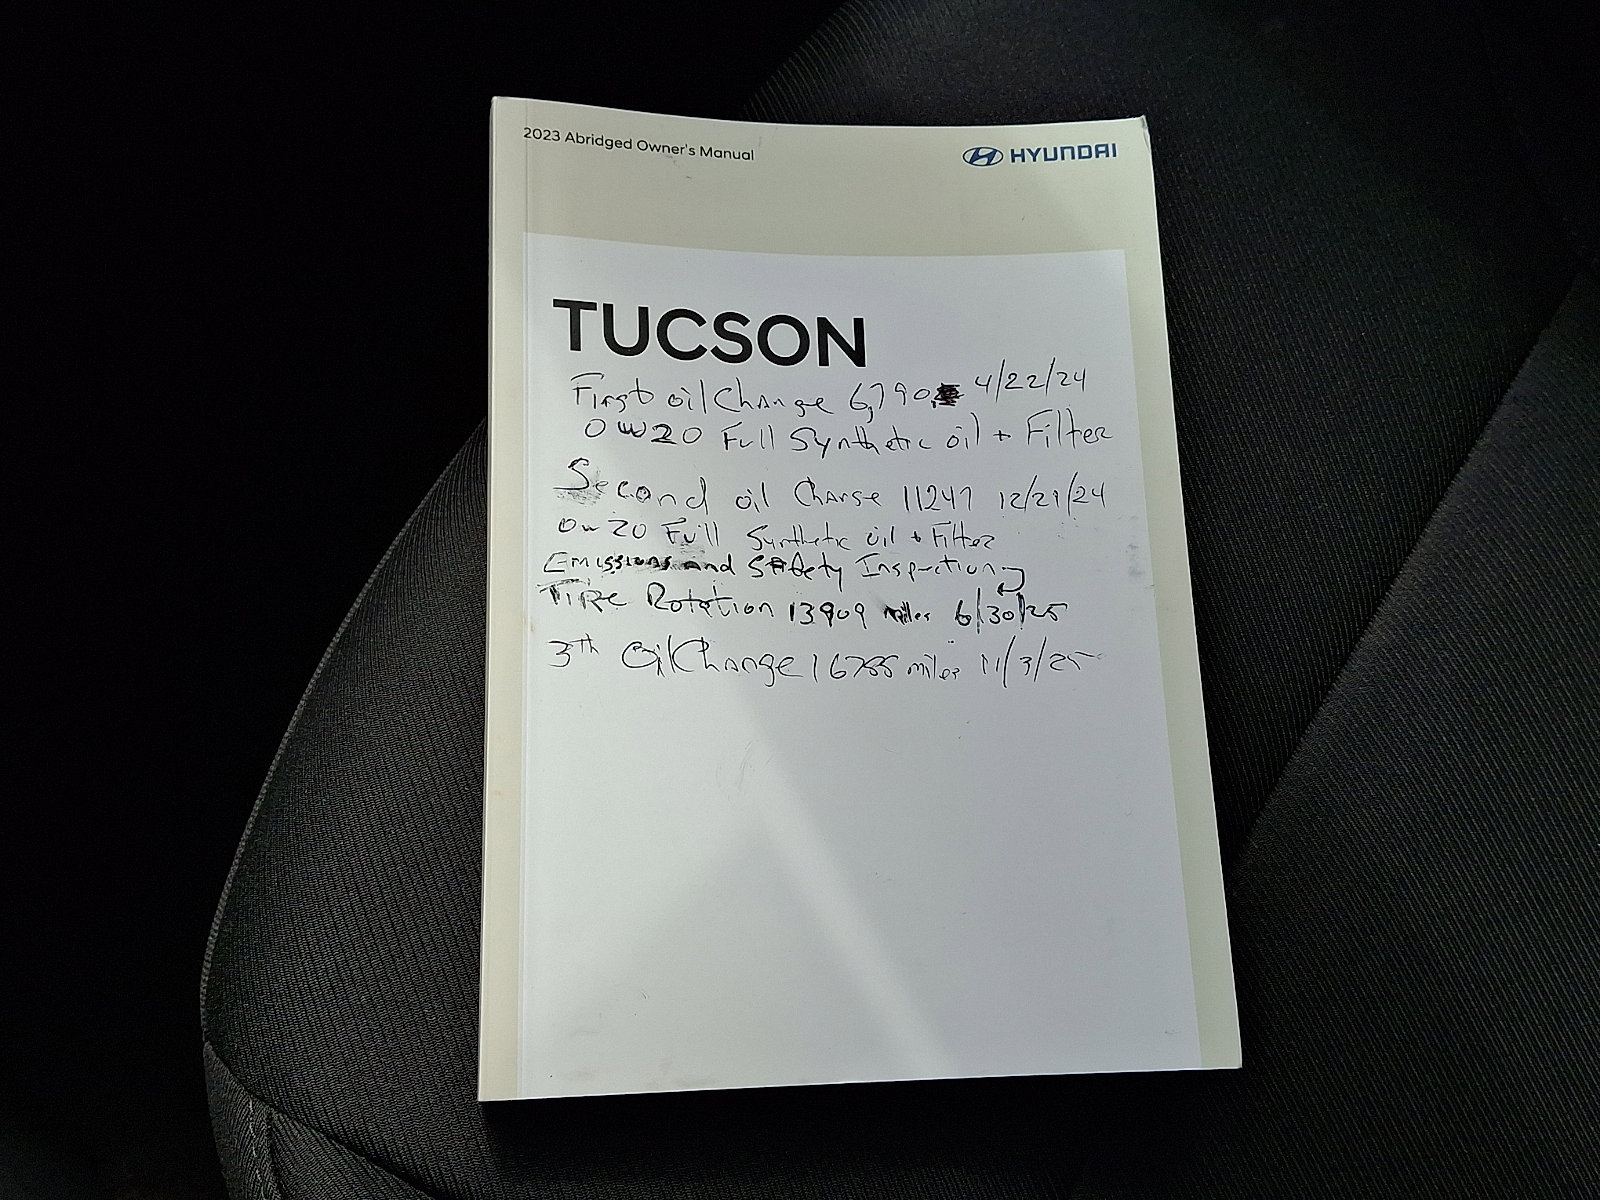 2023 Abridged Owner's Manual
HYUNDAI
TUCSON
First oil Change 6,790 4/22/24
0W20 Full Synthetic oil + Filter
Second oil Change 11247 12/21/24
0w20 Full Synthetic oil + Filter
Emissions and Safety Inspection
Tire Rotation 13909 miles 6/30/25
3th Oil Change 16788 miles 11/3/25